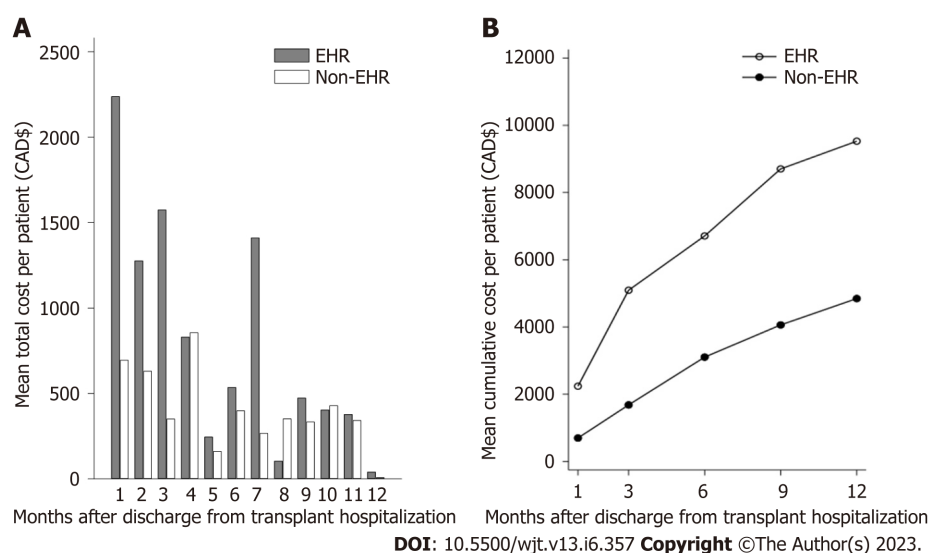 A
Mean total cost per patient (CAD$)
2500
2000
1500
1000
500
0
EHR
Non-EHR
1 2 3 4 5 6 7 8 9 10 11 12
Months after discharge from transplant hospitalization
B
Mean cumulative cost per patient (CAD$)
12000
10000
8000
6000
4000
2000
0
EHR
Non-EHR
1 3 6 9 12
Months after discharge from transplant hospitalization
DOI: 10.5500/wjt.v13.i6.357 Copyright ©The Author(s) 2023.